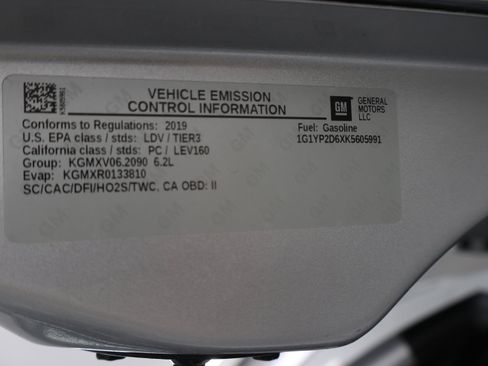 VEHICLE EMISSION
CONTROL INFORMATION
GM
GENERAL
MOTORS
LLC
Conforms to Regulations: 2019
Fuel: Gasoline
U.S. EPA class / stds: LDV / TIER3
1G1YP2D6XK5605991
California class / stds: PC / LEV160
Group: KGMXV06.2090 6.2L
Evap: KGMXR0133810
SC/CAC/DFI/HO2S/TWC, CA OBD: II